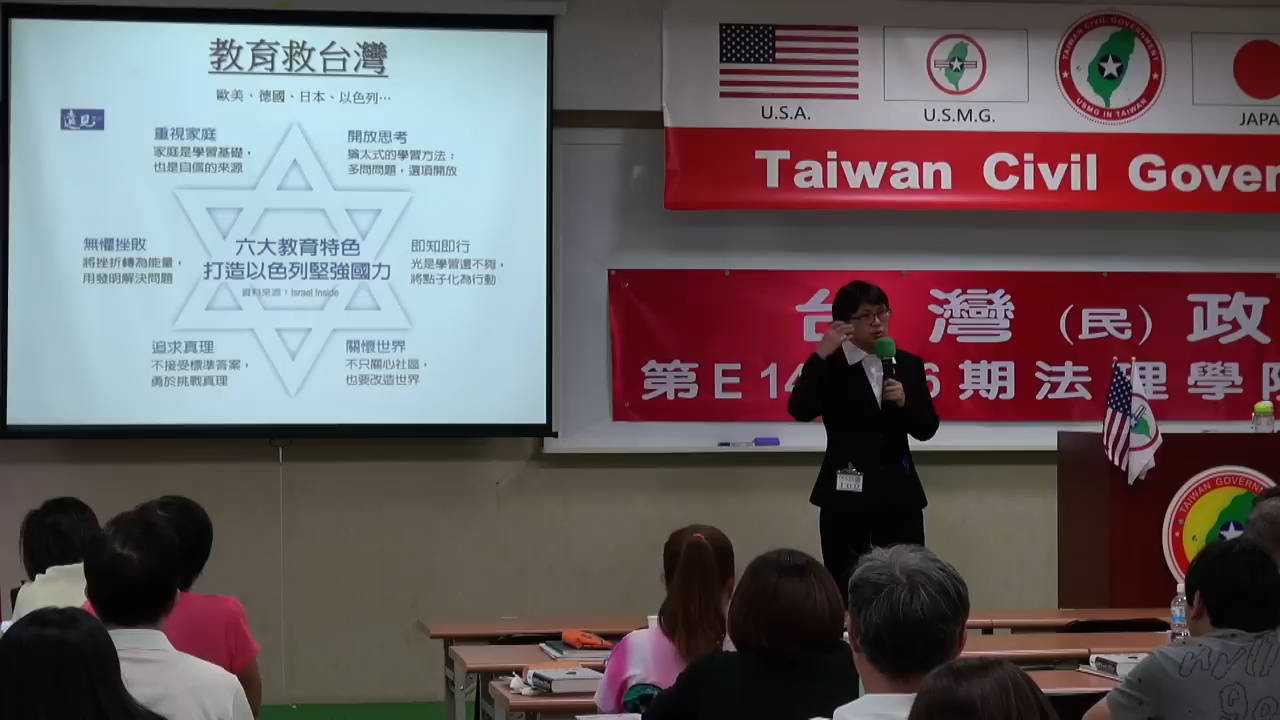 教育救台灣
歐美、德國、日本、以色列…
遠見
重視家庭
家庭是學習基礎，
也是自信的來源
開放思考
猶太式的學習方法：
多問問題，選項開放
無懼挫敗
將挫折轉為能量，
用發明解決問題
六大教育特色
打造以色列堅強國力
資料來源：Israel Inside
即知即行
光是學習還不夠，
將點子化為行動
追求真理
不接受標準答案，
勇於挑戰真理
關懷世界
不只關心社區，
也要改造世界
U.S.A.
U.S.M.G.
TAIWAN CIVIL GOVERNMENT
USMG IN TAIWAN
JAPA
Taiwan Civil Gover
台灣（民）政
第E14 6期法理學院
TAIWAN GOVERN